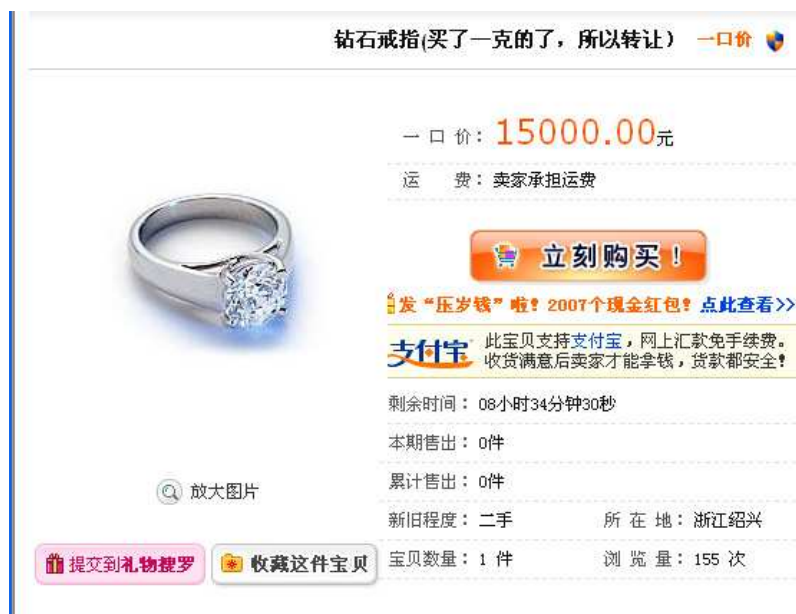 钻石戒指(买了一克的了，所以转让） 一口价
一 口 价： 15000.00元
运 费： 卖家承担运费
立刻购买！
发“压岁钱”啦！2007个现金红包！点此查看>>
支付宝
此宝贝支持支付宝，网上汇款免手续费。
收货满意后卖家才能拿钱，货款都安全！
剩余时间： 08小时34分钟30秒
本期售出： 0件
累计售出： 0件
放大图片
新旧程度： 二手 所 在 地： 浙江绍兴
提交到礼物搜罗 收藏这件宝贝 宝贝数量： 1 件 浏 览 量： 155 次